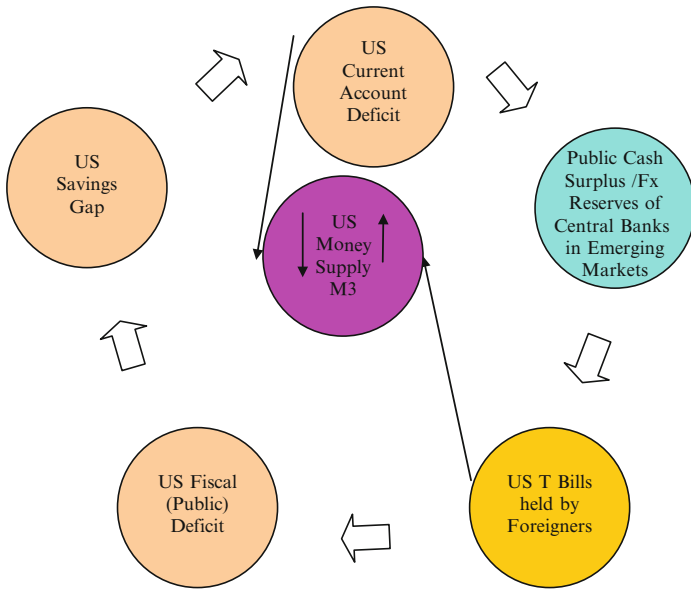 US
Current
Account
Deficit
Public Cash
Surplus /Fx
Reserves of
Central Banks
in Emerging
Markets
US
Savings
Gap
US
Money
Supply
M3
US Fiscal
(Public)
Deficit
US T Bills
held by
Foreigners